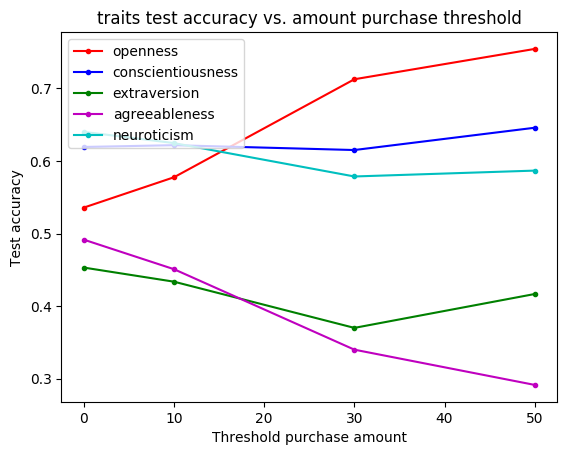 traits test accuracy vs. amount purchase threshold
openness
conscientiousness
extraversion
agreeableness
neuroticism
0.7
0.6
0.5
0.4
0.3
Test accuracy
0 10 20 30 40 50
Threshold purchase amount